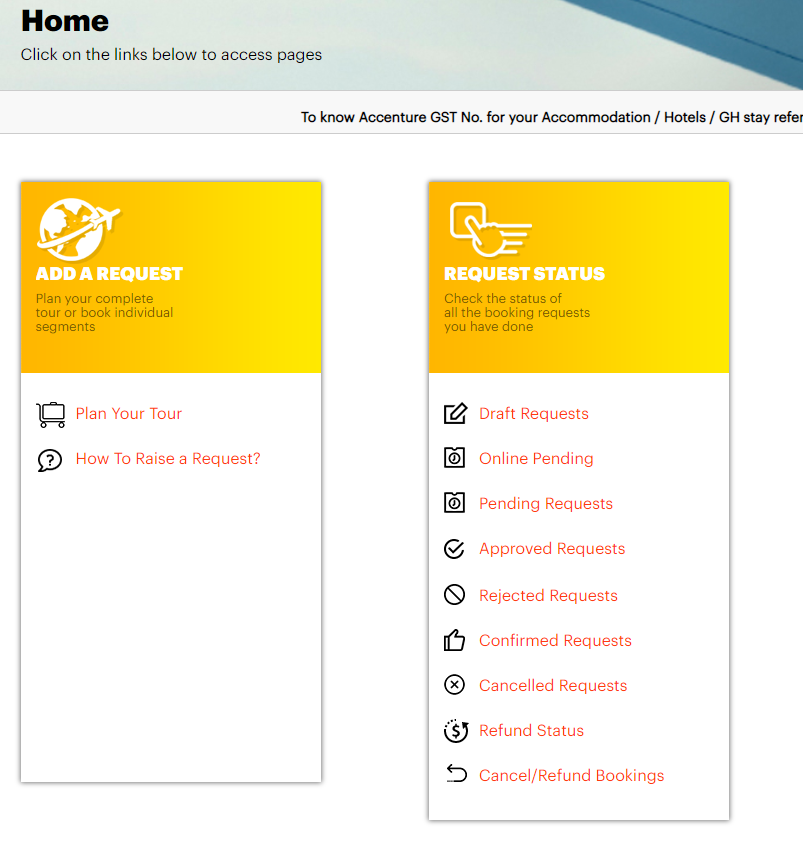 Home
Click on the links below to access pages
To know Accenture GST No. for your Accommodation / Hotels / GH stay refer
ADD A REQUEST
Plan your complete
tour or book individual
segments
Plan Your Tour
How To Raise a Request?
REQUEST STATUS
Check the status of
all the booking requests
you have done
Draft Requests
Online Pending
Pending Requests
Approved Requests
Rejected Requests
Confirmed Requests
Cancelled Requests
Refund Status
Cancel/Refund Bookings